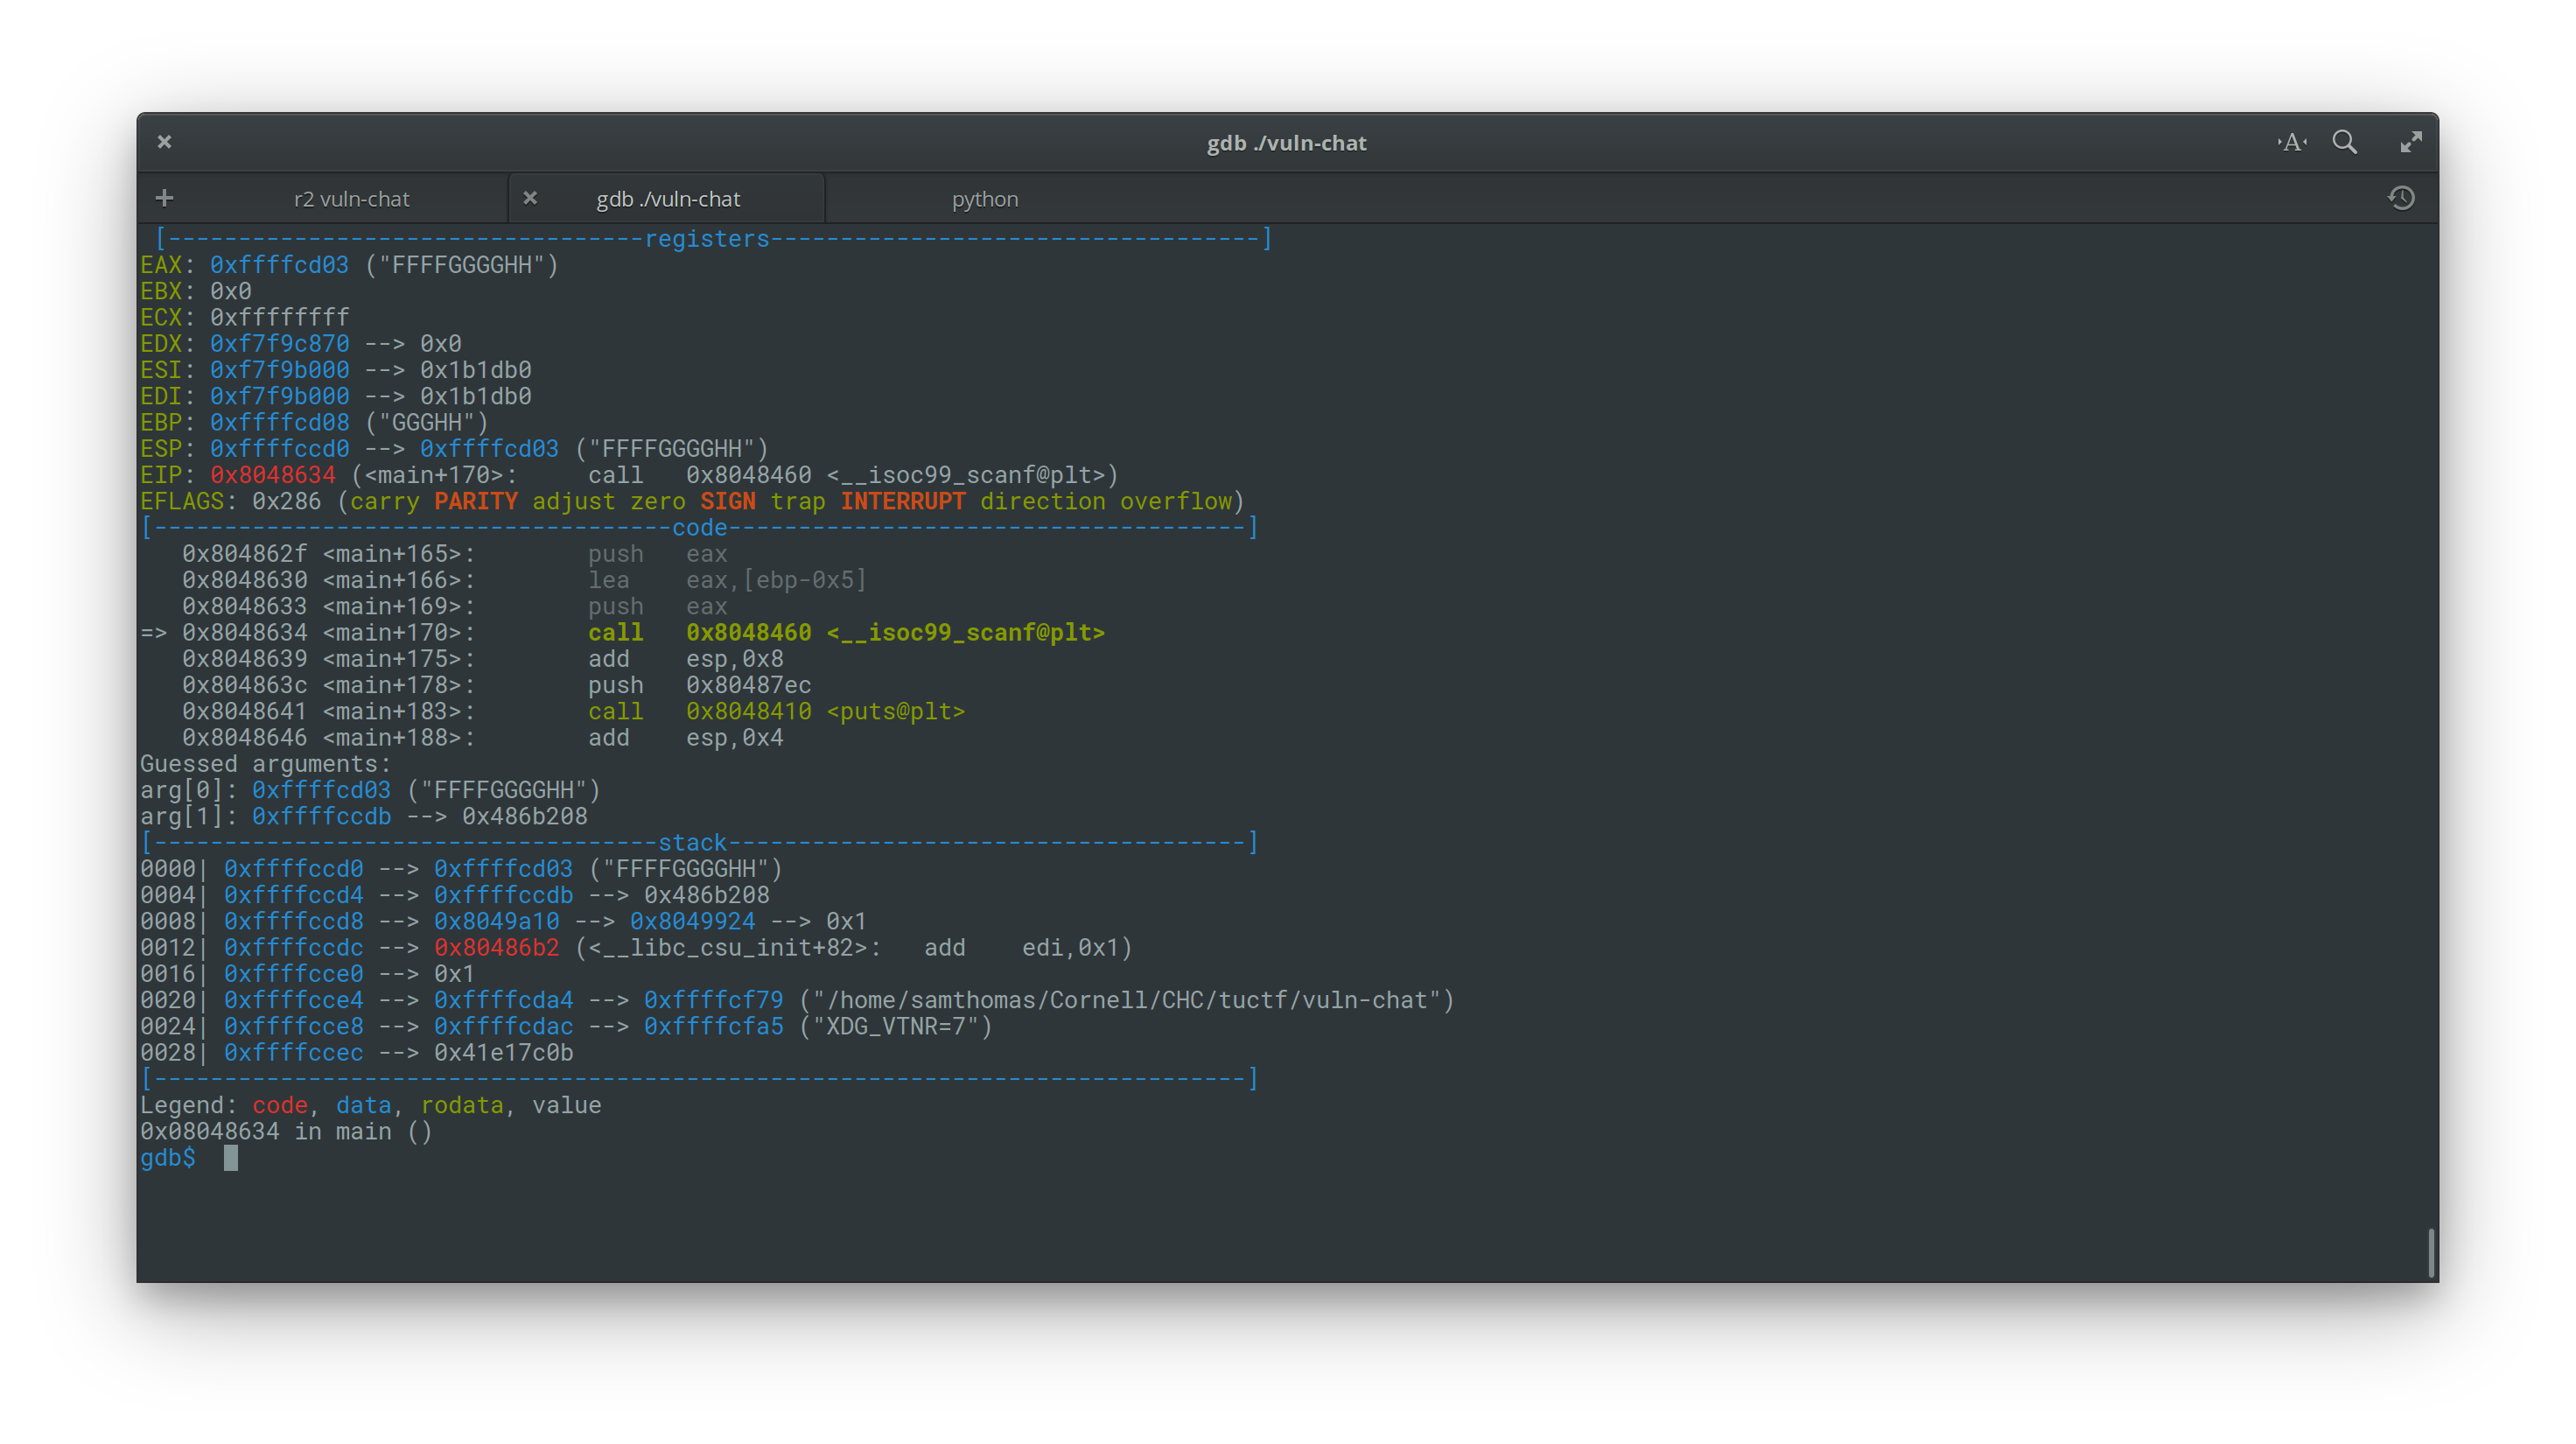 gdb ./vuln-chat
r2 vuln-chat gdb ./vuln-chat python
[----------------------------------registers-----------------------------------]
EAX: 0xffffcd03 ("FFFFGGGGHH")
EBX: 0x0
ECX: 0xffffffff
EDX: 0xf7f9c870 --> 0x0
ESI: 0xf7f9b000 --> 0x1b1db0
EDI: 0xf7f9b000 --> 0x1b1db0
EBP: 0xffffcd08 ("GGGHH")
ESP: 0xffffccd0 --> 0xffffcd03 ("FFFFGGGGHH")
EIP: 0x8048634 (<main+170>:     call   0x8048460 <__isoc99_scanf@plt>)
EFLAGS: 0x286 (carry PARITY adjust zero SIGN trap INTERRUPT direction overflow)
[-------------------------------------code-------------------------------------]
   0x804862f <main+165>:        push   eax
   0x8048630 <main+166>:        lea    eax,[ebp-0x5]
   0x8048633 <main+169>:        push   eax
=> 0x8048634 <main+170>:        call   0x8048460 <__isoc99_scanf@plt>
   0x8048639 <main+175>:        add    esp,0x8
   0x804863c <main+178>:        push   0x80487ec
   0x8048641 <main+183>:        call   0x8048410 <puts@plt>
   0x8048646 <main+188>:        add    esp,0x4
Guessed arguments:
arg[0]: 0xffffcd03 ("FFFFGGGGHH")
arg[1]: 0xffffccdb --> 0x486b208
[------------------------------------stack-------------------------------------]
0000| 0xffffccd0 --> 0xffffcd03 ("FFFFGGGGHH")
0004| 0xffffccd4 --> 0xffffccdb --> 0x486b208
0008| 0xffffccd8 --> 0x8049a10 --> 0x8049924 --> 0x1
0012| 0xffffccdc --> 0x80486b2 (<__libc_csu_init+82>:   add    edi,0x1)
0016| 0xffffcce0 --> 0x1
0020| 0xffffcce4 --> 0xffffcda4 --> 0xffffcf79 ("/home/samthomas/Cornell/CHC/tuctf/vuln-chat")
0024| 0xffffcce8 --> 0xffffcdac --> 0xffffcfa5 ("XDG_VTNR=7")
0028| 0xffffccec --> 0x41e17c0b
[------------------------------------------------------------------------------]
Legend: code, data, rodata, value
0x08048634 in main ()
gdb$